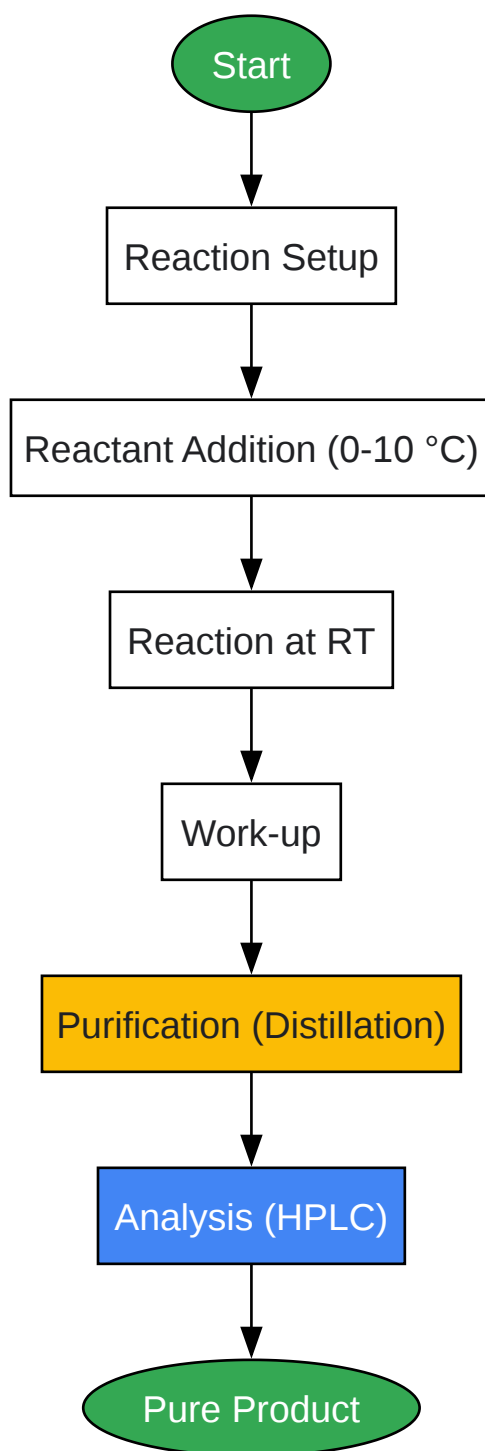 Start
Reaction Setup
Reactant Addition (0-10 °C)
Reaction at RT
Work-up
Purification (Distillation)
Analysis (HPLC)
Pure Product